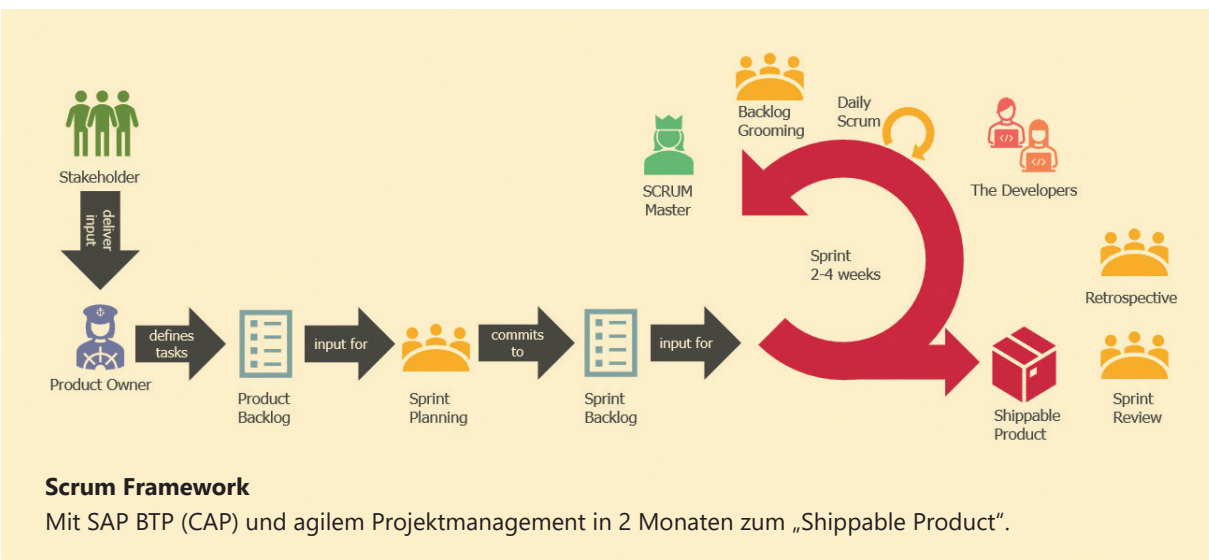 Stakeholder
deliver
input
Product Owner
defines
tasks
Product
Backlog
input for
Sprint
Planning
commits
to
Sprint
Backlog
input for
SCRUM
Master
Backlog
Grooming
Daily
Scrum
The Developers
Sprint
2-4 weeks
Retrospective
Shippable
Product
Sprint
Review
Scrum Framework
Mit SAP BTP (CAP) und agilem Projektmanagement in 2 Monaten zum „Shippable Product“.